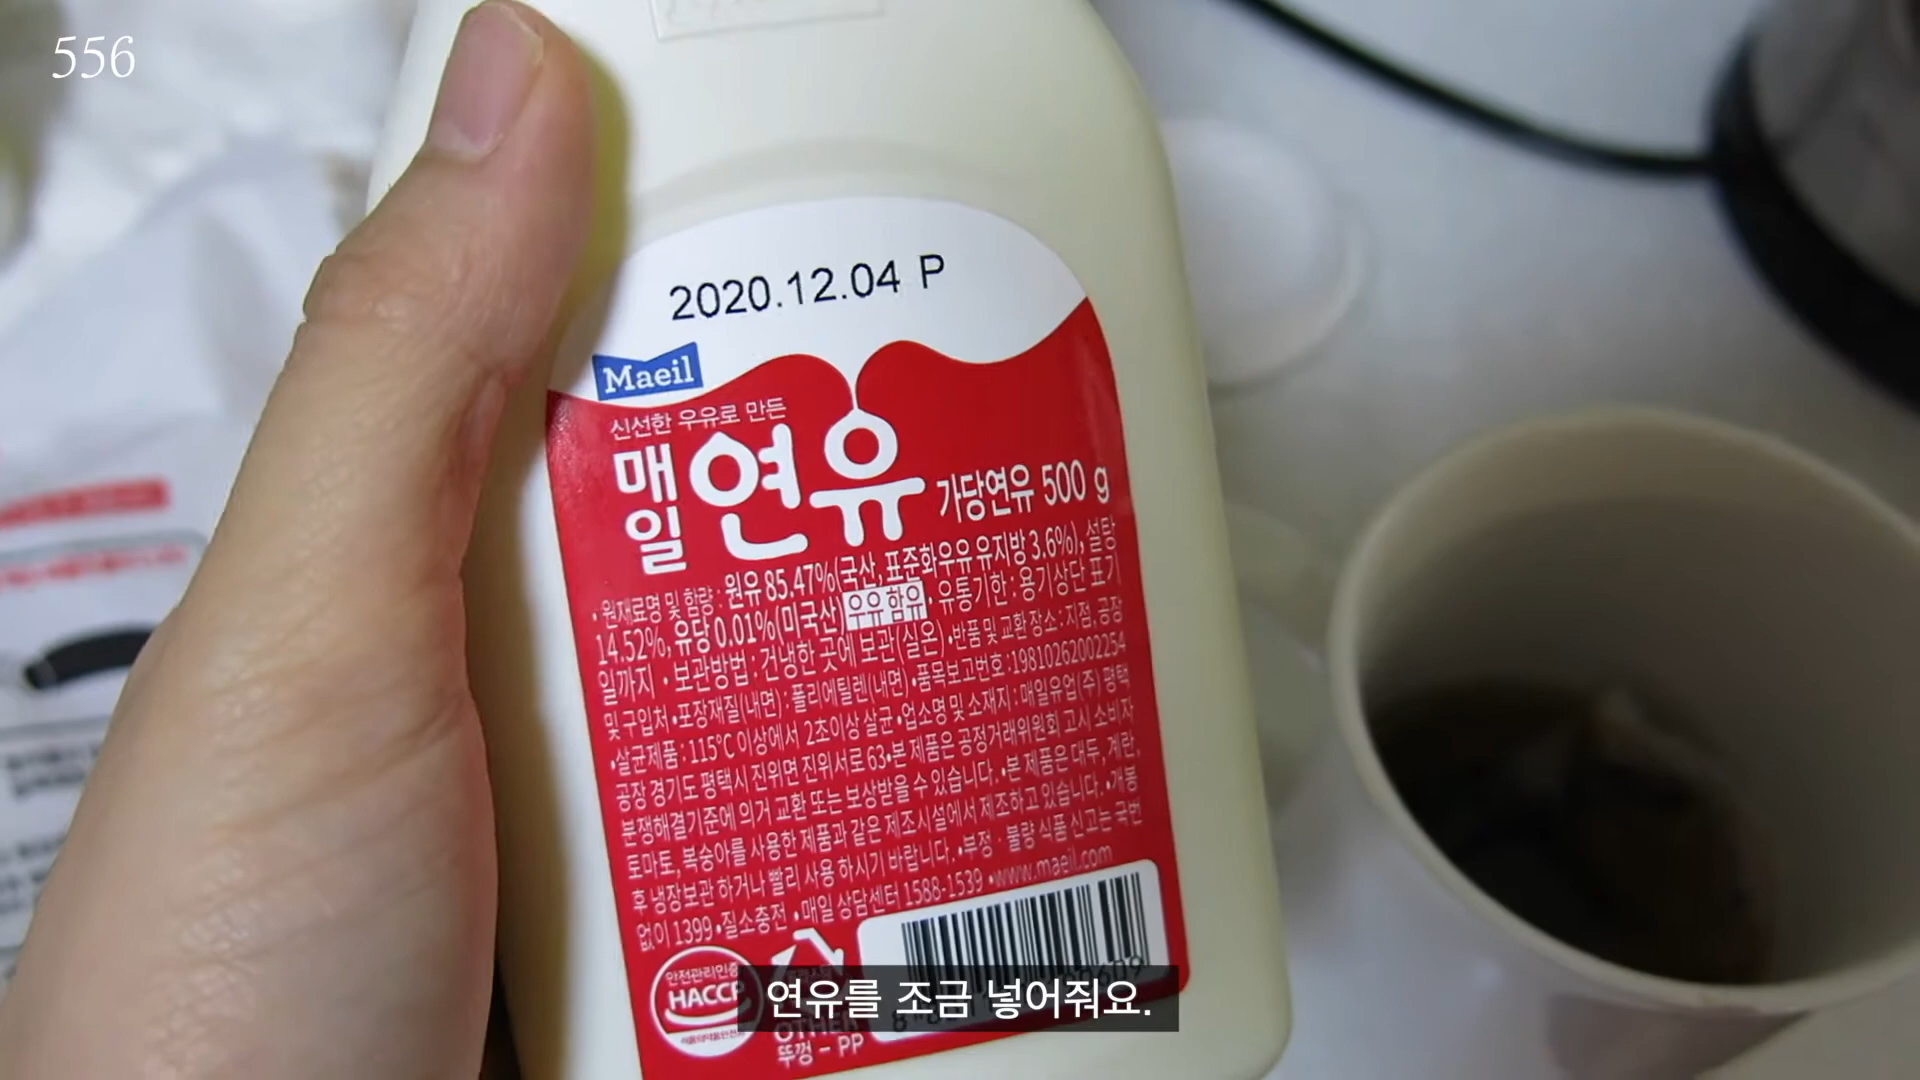 556
2020.12.04 P
Maeil
신선한 우유로 만든
매일 연유 가당연유 500 g
• 원재료명 및 함량 : 원유 85.47%(국산, 표준화우유 유지방 3.6%), 설탕
14.52%, 유당 0.01%(미국산) 우유 함유 • 유통기한 : 용기상단 표기
일까지 • 보관방법 : 건냉한 곳에 보관(실온) •반품 및 교환 장소 : 지점, 공장
및 구입처 •포장재질(내면) : 폴리에틸렌(내면) •품목보고번호 :19810262002254
•살균제품 : 115℃ 이상에서 2초이상 살균 •업소명 및 소재지 : 매일유업(주) 평택
공장 경기도 평택시 진위면 진위서로 63•본 제품은 공정거래위원회 고시 소비자
분쟁해결기준에 의거 교환 또는 보상받을 수 있습니다. •본 제품은 대두, 계란,
토마토, 복숭아를 사용한 제품과 같은 제조시설에서 제조하고 있습니다. •개봉
후 냉장보관 하거나 빨리 사용 하시기 바랍니다. •부정 · 불량 식품 신고는 국번
없이 1399 •질소충전 •매일 상담센터 1588-1539 •www.maeil.com
안전관리인증
HACCP
OTHER
뚜껑 – PP
연유를 조금 넣어줘요.